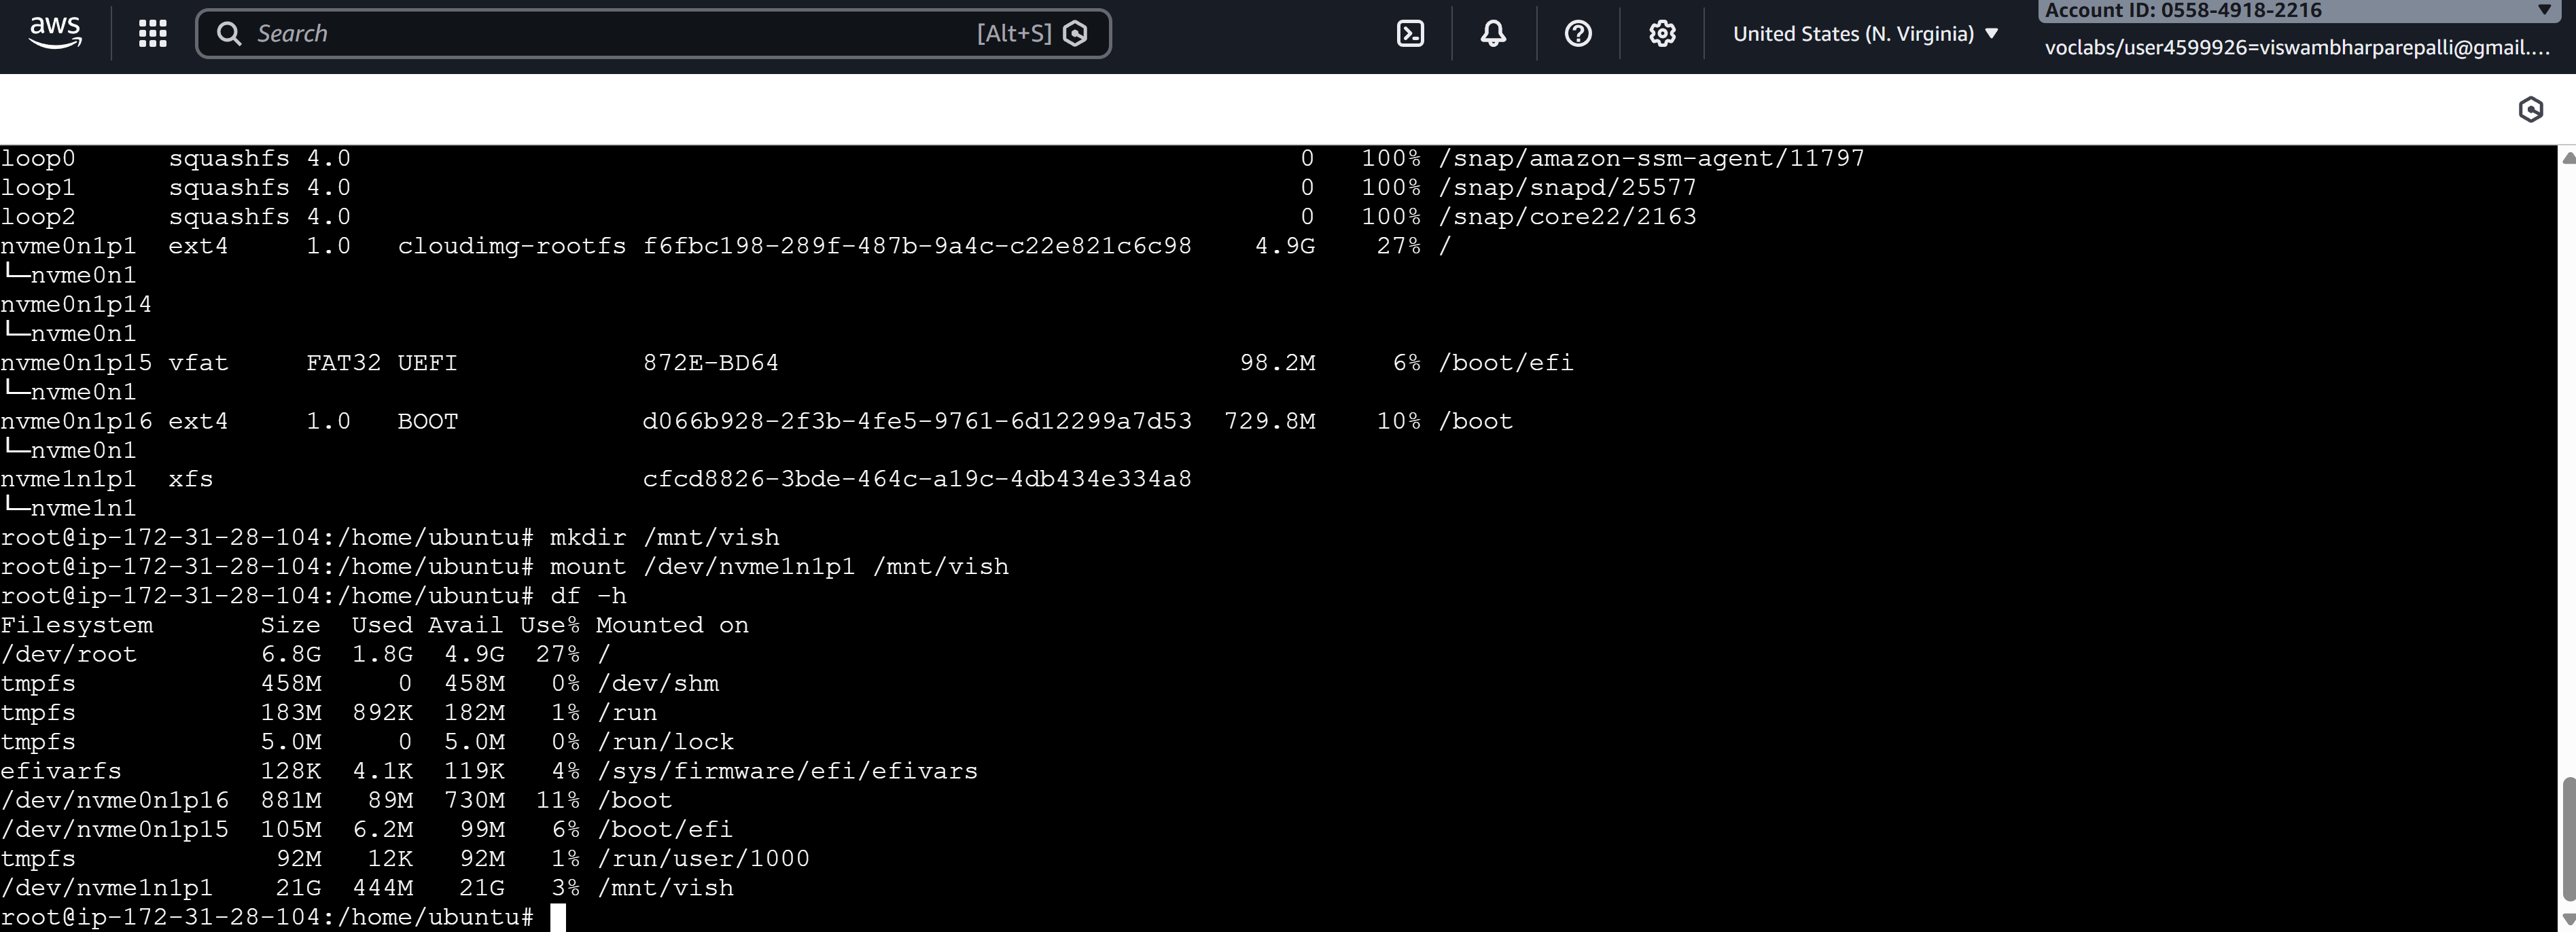 aws
Search [Alt+S]
United States (N. Virginia)
Account ID: 0558-4918-2216
voclabs/user4599926=viswambharparepalli@gmail....
loop0      squashfs 4.0                                                              0   100% /snap/amazon-ssm-agent/11797
loop1      squashfs 4.0                                                              0   100% /snap/snapd/25577
loop2      squashfs 4.0                                                              0   100% /snap/core22/2163
nvme0n1p1  ext4     1.0   cloudimg-rootfs f6fbc198-289f-487b-9a4c-c22e821c6c98    4.9G    27% /
└─nvme0n1
nvme0n1p14
└─nvme0n1
nvme0n1p15 vfat     FAT32 UEFI            872E-BD64                              98.2M     6% /boot/efi
└─nvme0n1
nvme0n1p16 ext4     1.0   BOOT            d066b928-2f3b-4fe5-9761-6d12299a7d53  729.8M    10% /boot
└─nvme0n1
nvme1n1p1  xfs                            cfcd8826-3bde-464c-a19c-4db434e334a8
└─nvme1n1
root@ip-172-31-28-104:/home/ubuntu# mkdir /mnt/vish
root@ip-172-31-28-104:/home/ubuntu# mount /dev/nvme1n1p1 /mnt/vish
root@ip-172-31-28-104:/home/ubuntu# df -h
Filesystem       Size  Used Avail Use% Mounted on
/dev/root        6.8G  1.8G  4.9G  27% /
tmpfs            458M     0  458M   0% /dev/shm
tmpfs            183M  892K  182M   1% /run
tmpfs            5.0M     0  5.0M   0% /run/lock
efivarfs         128K  4.1K  119K   4% /sys/firmware/efi/efivars
/dev/nvme0n1p16  881M   89M  730M  11% /boot
/dev/nvme0n1p15  105M  6.2M   99M   6% /boot/efi
tmpfs             92M   12K   92M   1% /run/user/1000
/dev/nvme1n1p1    21G  444M   21G   3% /mnt/vish
root@ip-172-31-28-104:/home/ubuntu#